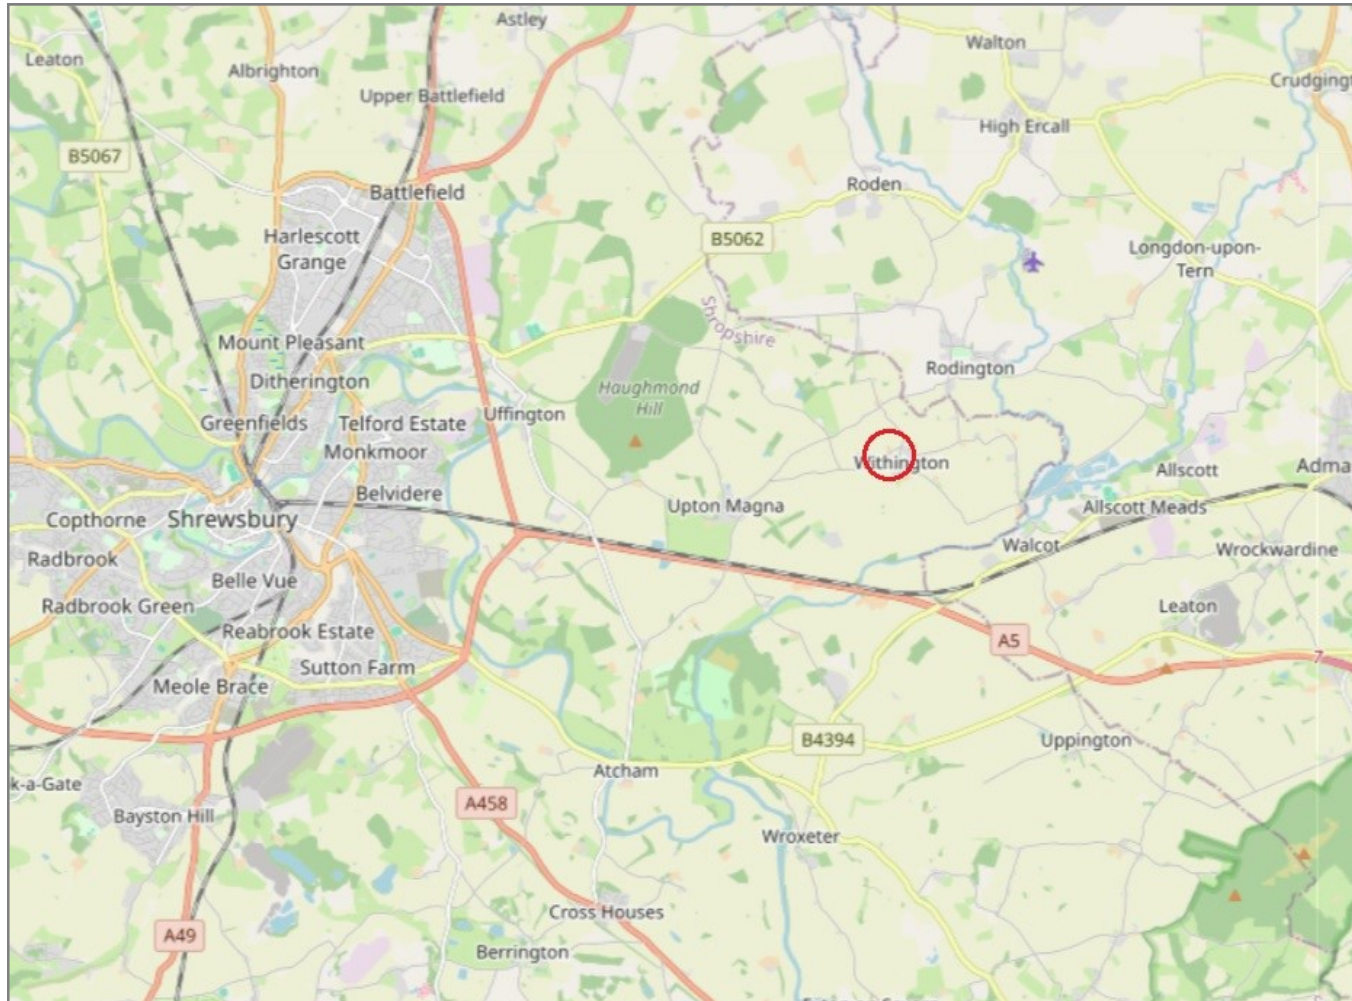 Astley
Leaton
Walton
Albrighton
Crudgingt
Upper Battlefield
High Ercall
B5067
Battlefield
Roden
Harlescott
Grange
B5062
Longdon-upon-
Tern
Shropshire
Mount Pleasant
Rodington
Ditherington
Haughmond
Hill
Greenfields
Telford Estate
Uffington
Monkmoor
Withington
Allscott
Adma
Belvidere
Upton Magna
Allscott Meads
Copthorne
Shrewsbury
Walcot
Wrockwardine
Radbrook
Belle Vue
Radbrook Green
Leaton
Reabrook Estate
A5
Sutton Farm
7
Meole Brace
B4394
Uppington
Atcham
k-a-Gate
A458
Bayston Hill
Wroxeter
Cross Houses
A49
Berrington